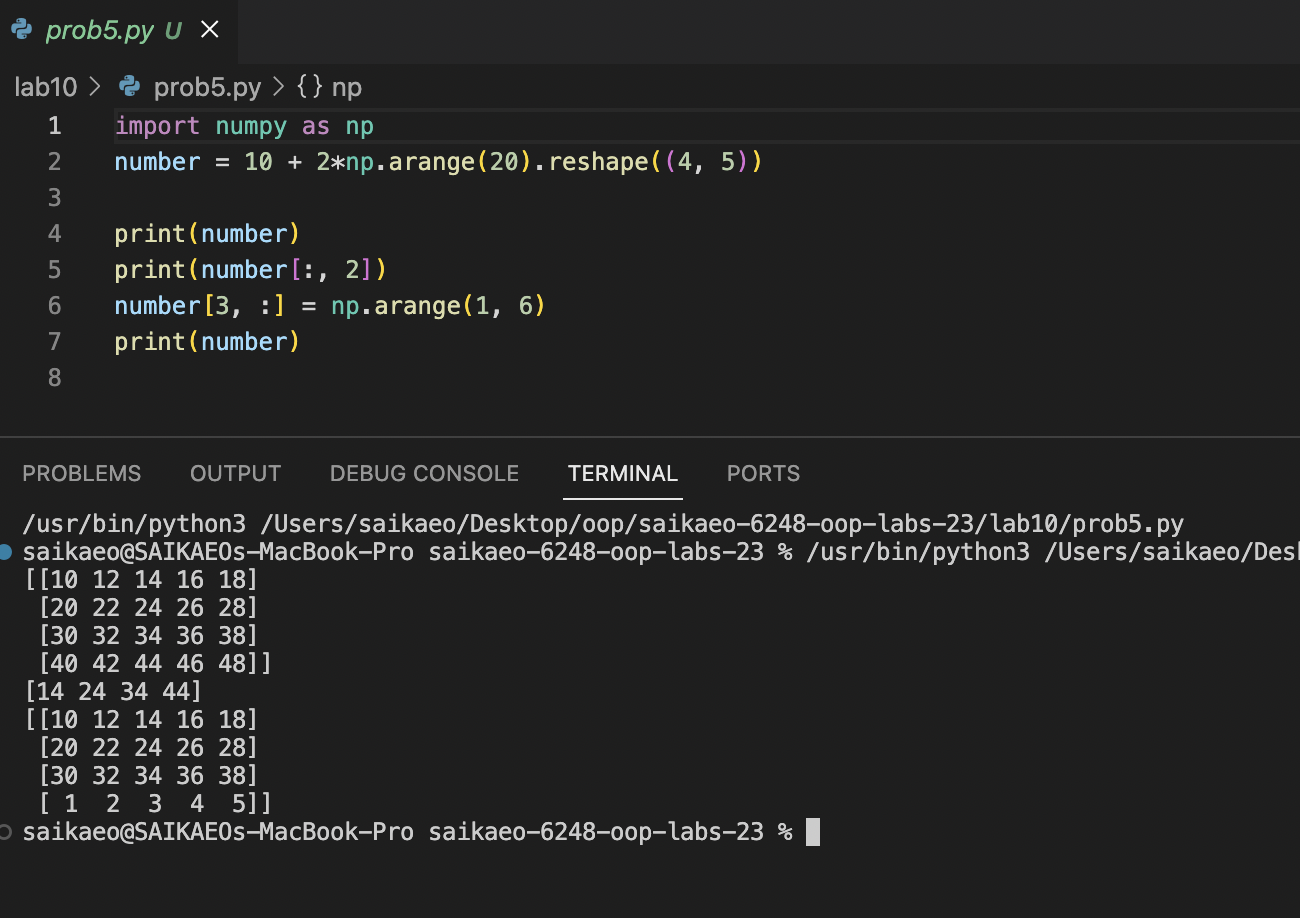 prob5.py U ×
lab10 > prob5.py > {} np
1 import numpy as np
2 number = 10 + 2*np.arange(20).reshape((4, 5))
3
4 print(number)
5 print(number[:, 2])
6 number[3, :] = np.arange(1, 6)
7 print(number)
8
PROBLEMS OUTPUT DEBUG CONSOLE TERMINAL PORTS
/usr/bin/python3 /Users/saikaeo/Desktop/oop/saikaeo-6248-oop-labs-23/lab10/prob5.py
saikaeo@SAIKAEOs-MacBook-Pro saikaeo-6248-oop-labs-23 % /usr/bin/python3 /Users/saikaeo/Desk
[[10 12 14 16 18]
 [20 22 24 26 28]
 [30 32 34 36 38]
 [40 42 44 46 48]]
[14 24 34 44]
[[10 12 14 16 18]
 [20 22 24 26 28]
 [30 32 34 36 38]
 [ 1  2  3  4  5]]
saikaeo@SAIKAEOs-MacBook-Pro saikaeo-6248-oop-labs-23 %